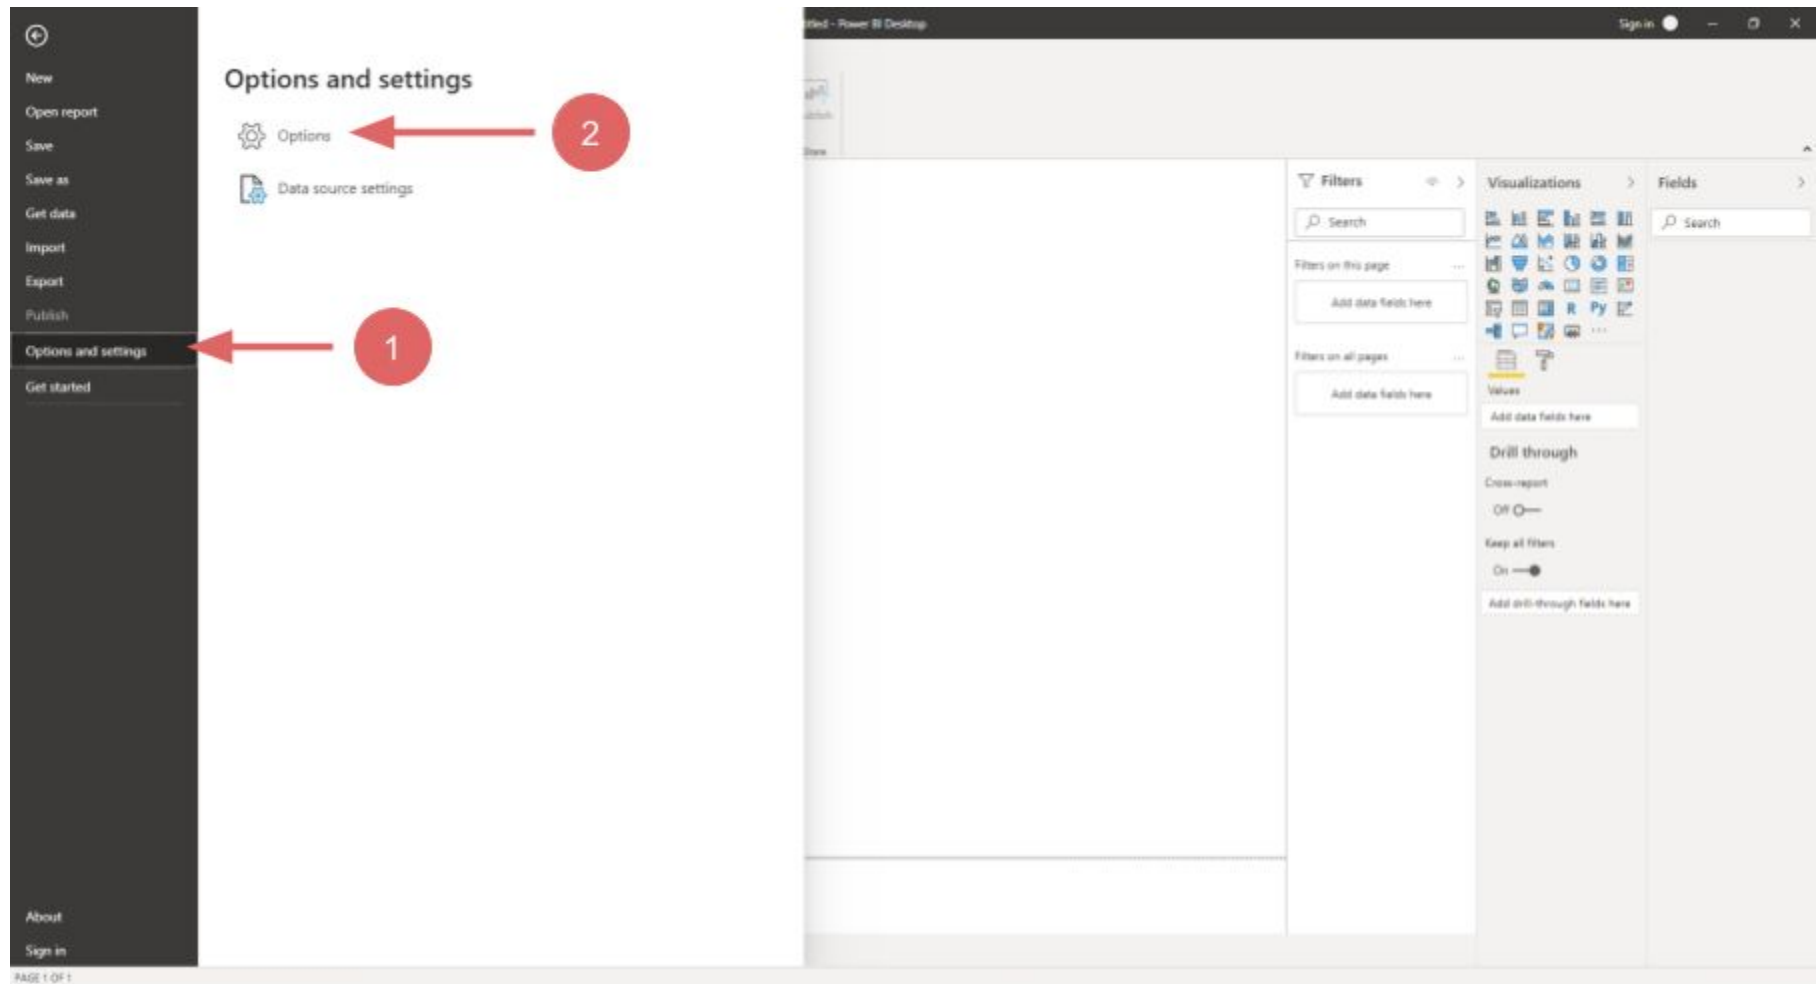 New
Open report
Save
Save as
Get data
Import
Export
Publish
Options and settings
Get started
About
Sign in
PAGE 1 OF 1
Options and settings
Options
2
Data source settings
1
- Power BI Desktop
Sign in
Share
Filters
Search
Filters on this page
Add data fields here
Filters on all pages
Add data fields here
Visualizations
R Py
Values
Add data fields here
Drill through
Cross-report
Off
Keep all filters
On
Add drill-through fields here
Fields
Search